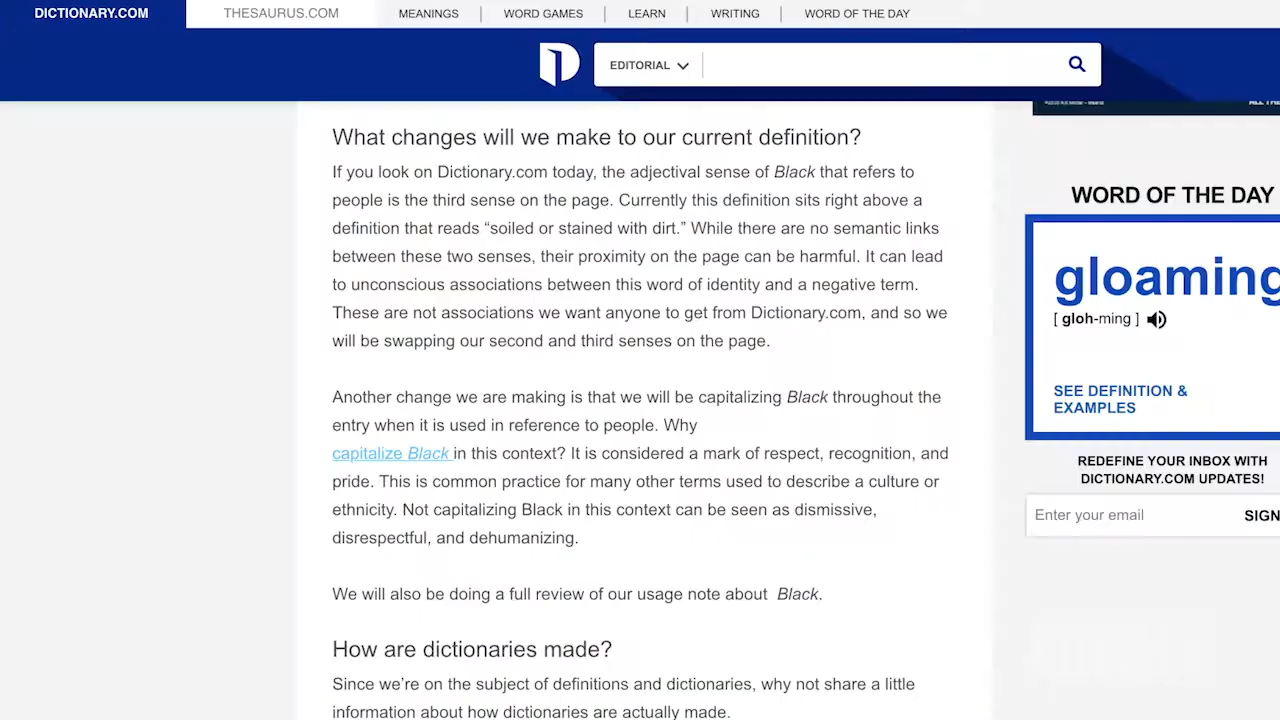 DICTIONARY.COM
THESAURUS.COM
MEANINGS
WORD GAMES
LEARN
WRITING
WORD OF THE DAY
EDITORIAL
What changes will we make to our current definition?
If you look on Dictionary.com today, the adjectival sense of Black that refers to
people is the third sense on the page. Currently this definition sits right above a
definition that reads “soiled or stained with dirt.” While there are no semantic links
between these two senses, their proximity on the page can be harmful. It can lead
to unconscious associations between this word of identity and a negative term.
These are not associations we want anyone to get from Dictionary.com, and so we
will be swapping our second and third senses on the page.
Another change we are making is that we will be capitalizing Black throughout the
entry when it is used in reference to people. Why
capitalize Black in this context? It is considered a mark of respect, recognition, and
pride. This is common practice for many other terms used to describe a culture or
ethnicity. Not capitalizing Black in this context can be seen as dismissive,
disrespectful, and dehumanizing.
We will also be doing a full review of our usage note about Black.
How are dictionaries made?
Since we’re on the subject of definitions and dictionaries, why not share a little
information about how dictionaries are actually made.
WORD OF THE DAY
gloaming
[ gloh-ming ]
SEE DEFINITION &
EXAMPLES
REDEFINE YOUR INBOX WITH
DICTIONARY.COM UPDATES!
Enter your email
SIGN